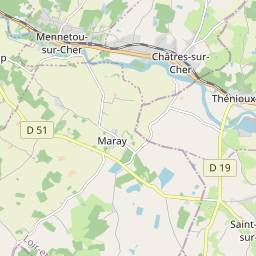 Mennetou-
sur-Cher
Châtres-sur-
Cher
Thénioux
D 51
Maray
D 19
Saint-
sur-